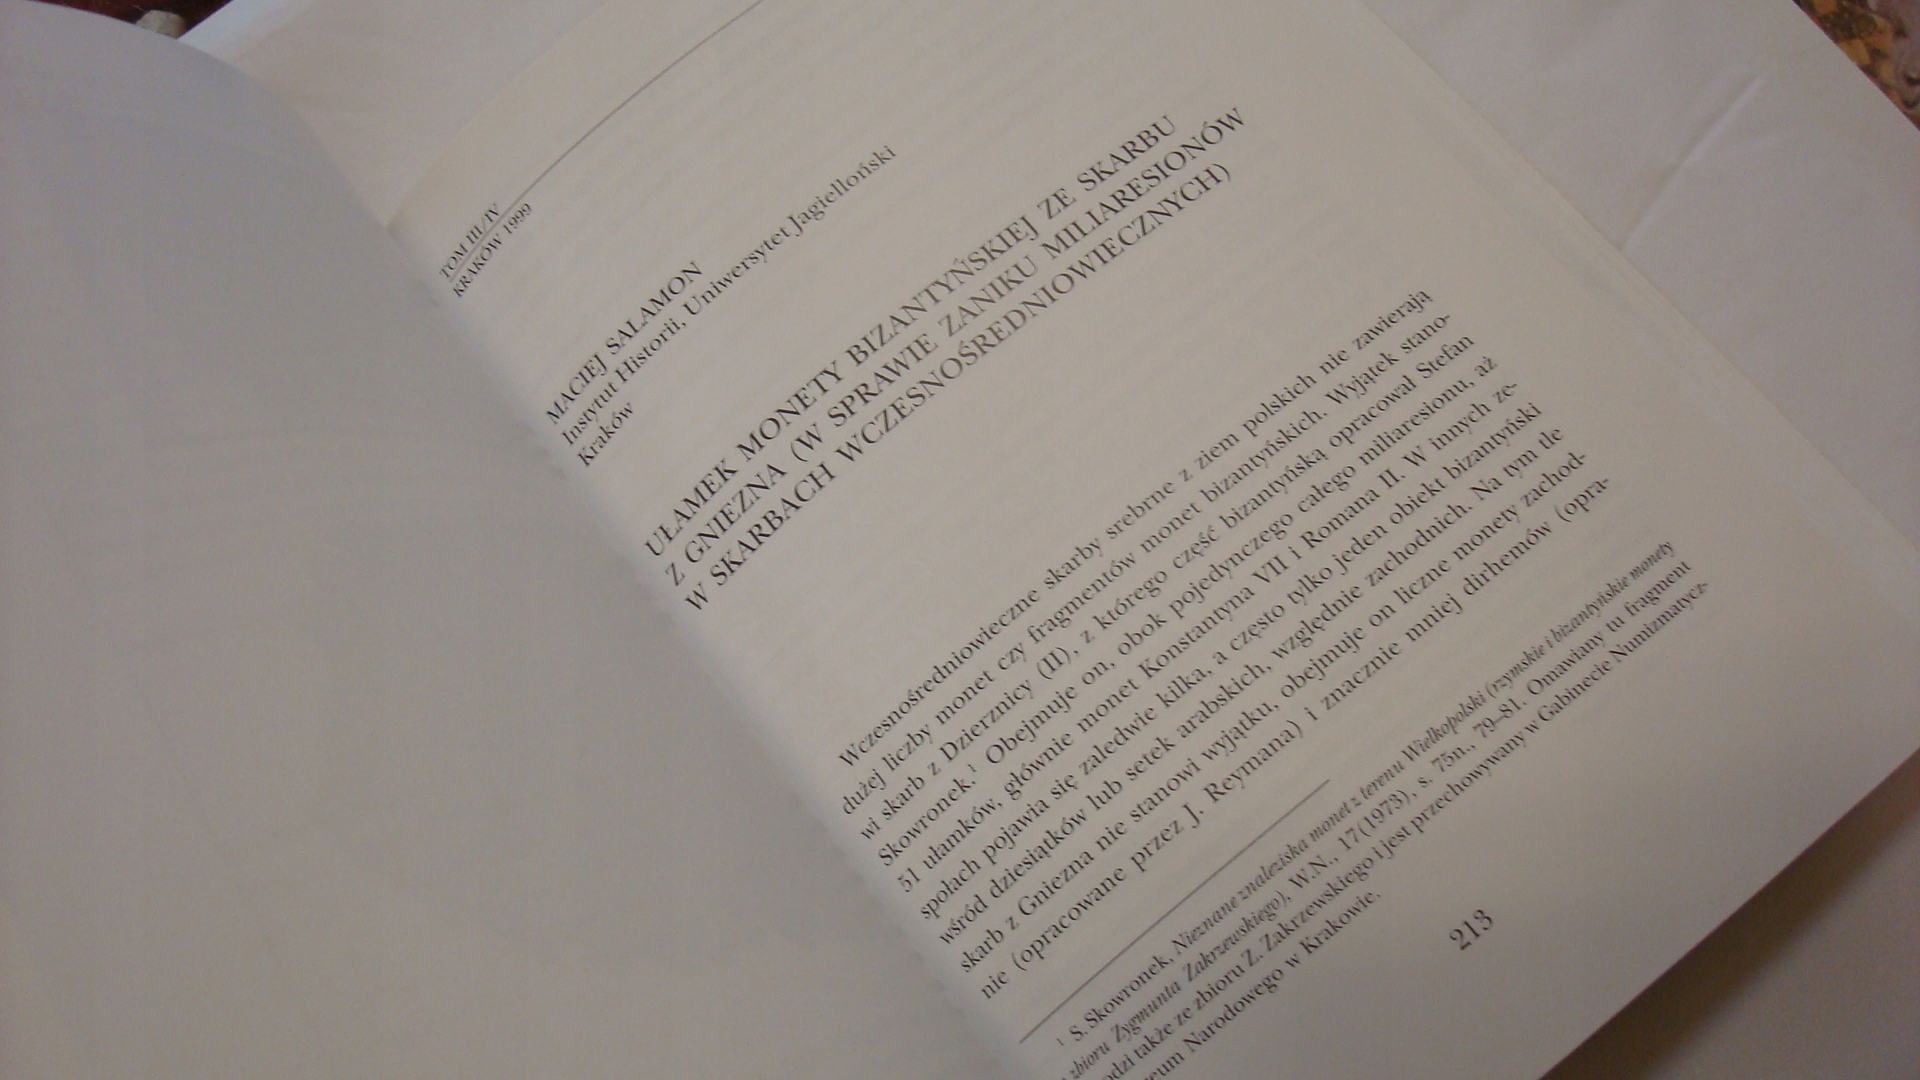 TOM III/IV
KRAKÓW 1999
MACIEJ SALAMON
Instytut Historii, Uniwersytet Jagielloński
Kraków
UŁAMEK MONETY BIZANTYŃSKIEJ ZE SKARBU
Z GNIEZNA (W SPRAWIE ZANIKU MILIARESIONÓW
W SKARBACH WCZESNOŚREDNIOWIECZNYCH)
Wczesnośredniowieczne skarby srebrne z ziem polskich nie zawierają
dużej liczby monet czy fragmentów monet bizantyńskich. Wyjątek stano-
wi skarb z Dzierznicy (II), z którego część bizantyńską opracował Stefan
Skowronek.¹ Obejmuje on, obok pojedynczego całego miliaresionu, aż
51 ułamków, głównie monet Konstantyna VII i Romana II. W innych ze-
społach pojawia się zaledwie kilka, a często tylko jeden obiekt bizantyński
wśród dziesiątków lub setek arabskich, względnie zachodnich. Na tym tle
skarb z Gniezna nie stanowi wyjątku, obejmuje on liczne monety zachod-
nie (opracowane przez J. Reymana) i znacznie mniej dirhemów (opra-
¹ S. Skowronek, Nieznane znaleziska monet z terenu Wielkopolski (rzymskie i bizantyńskie monety
zbioru Zygmunta Zakrzewskiego), W.N., 17(1973), s. 75n., 79–81. Omawiany tu fragment
także ze zbioru Z. Zakrzewskiego i jest przechowywany w Gabinecie Numizmatycz-
Narodowego w Krakowie.
213